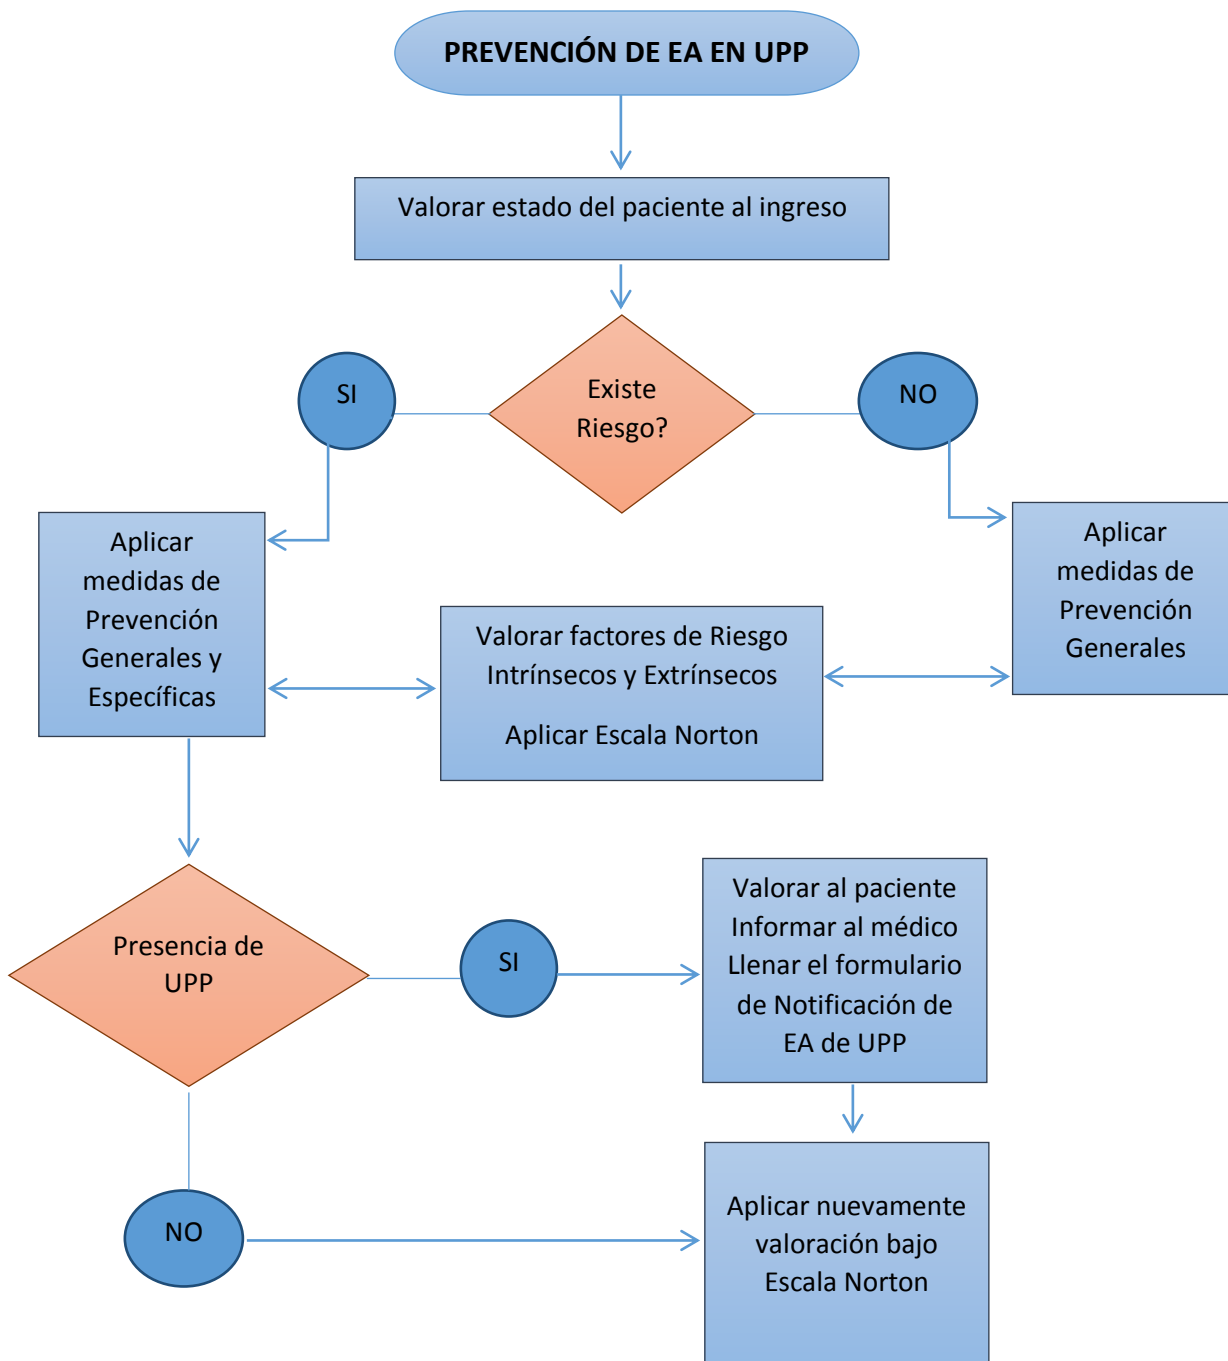 PREVENCIÓN DE EA EN UPP
Valorar estado del paciente al ingreso
Existe
Riesgo?
SI
NO
Aplicar
medidas de
Prevención
Generales y
Específicas
Valorar factores de Riesgo
Intrínsecos y Extrínsecos
Aplicar Escala Norton
Aplicar
medidas de
Prevención
Generales
Presencia de
UPP
SI
Valorar al paciente
Informar al médico
Llenar el formulario
de Notificación de
EA de UPP
NO
Aplicar nuevamente
valoración bajo
Escala Norton